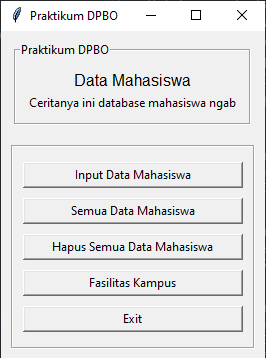 Praktikum DPBO
Praktikum DPBO
Data Mahasiswa
Ceritanya ini database mahasiswa ngab
Input Data Mahasiswa
Semua Data Mahasiswa
Hapus Semua Data Mahasiswa
Fasilitas Kampus
Exit